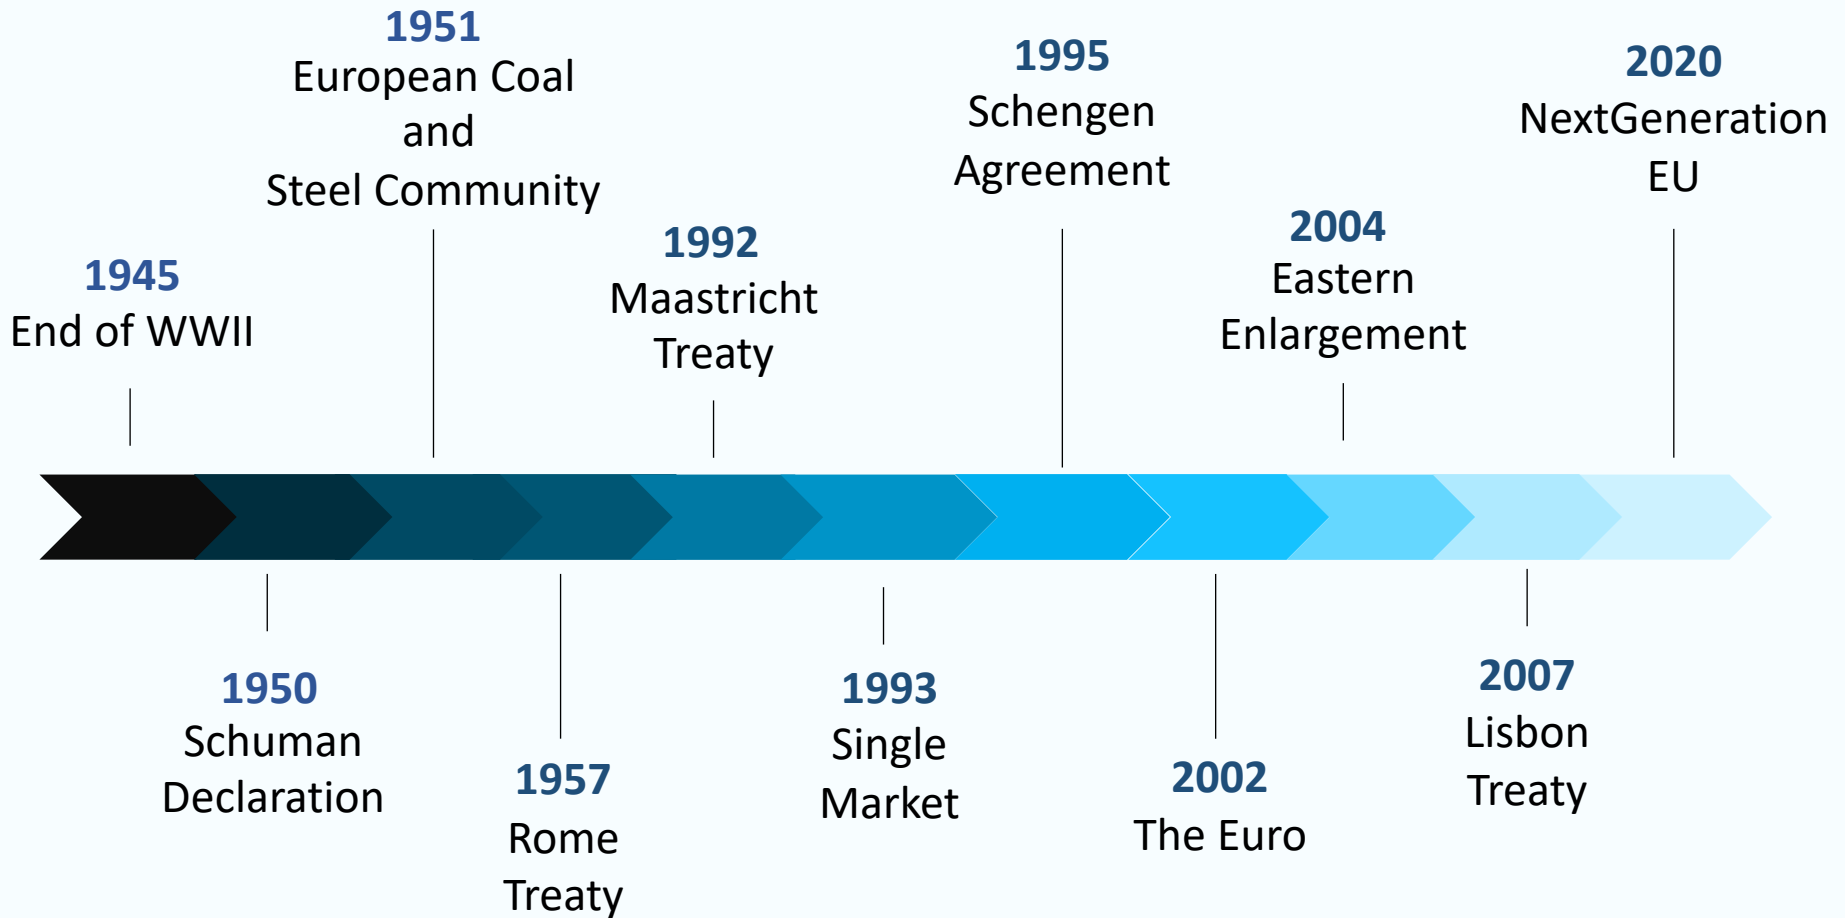 1945
End of WWII
1950
Schuman
Declaration
1951
European Coal
and
Steel Community
1957
Rome
Treaty
1992
Maastricht
Treaty
1993
Single
Market
1995
Schengen
Agreement
2002
The Euro
2004
Eastern
Enlargement
2007
Lisbon
Treaty
2020
NextGeneration
EU